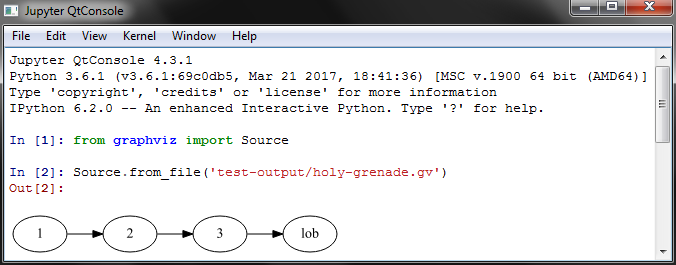 Jupyter QtConsole
File Edit View Kernel Window Help
Jupyter QtConsole 4.3.1
Python 3.6.1 (v3.6.1:69c0db5, Mar 21 2017, 18:41:36) [MSC v.1900 64 bit (AMD64)]
Type 'copyright', 'credits' or 'license' for more information
IPython 6.2.0 -- An enhanced Interactive Python. Type '?' for help.
In [1]: from graphviz import Source
In [2]: Source.from_file('test-output/holy-grenade.gv')
Out[2]:
1 2 3 lob